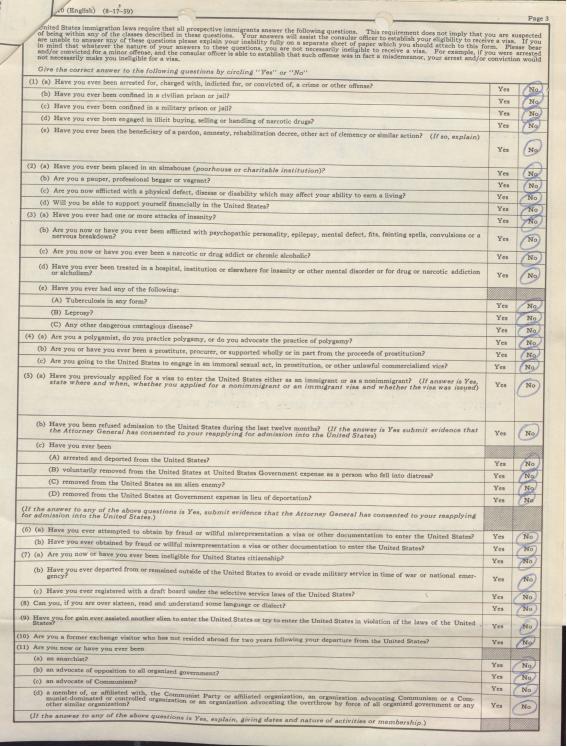 (English) (8-17-59)
Page 3
United States immigration laws require that all prospective immigrants answer the following questions. This requirement does not imply that you are suspected
of being within any of the classes described in these questions. Your answers will assist the consular officer to establish your eligibility to receive a visa. If you
are unable to answer any of these questions please explain your inability fully on a separate sheet of paper which you should attach to this form. Please bear
in mind that whatever the nature of your answers to these questions, you are not necessarily ineligible to receive a visa. For example, if you were arrested
and/or convicted for a minor offense, and the consular officer is able to establish that such offense was in fact a misdemeanor, your arrest and/or conviction would
not necessarily make you ineligible for a visa.
Give the correct answer to the following questions by circling "Yes" or "No"
(1) (a) Have you ever been arrested for, charged with, indicted for, or convicted of, a crime or other offense? Yes No
(b) Have you ever been confined in a civilian prison or jail? Yes No
(c) Have you ever been confined in a military prison or jail? Yes No
(d) Have you ever been engaged in illicit buying, selling or handling of narcotic drugs? Yes No
(e) Have you ever been the beneficiary of a pardon, amnesty, rehabilitation decree, other act of clemency or similar action? (If so, explain) Yes No
(2) (a) Have you ever been placed in an almshouse (poorhouse or charitable institution)? Yes No
(b) Are you a pauper, professional beggar or vagrant? Yes No
(c) Are you now afflicted with a physical defect, disease or disability which may affect your ability to earn a living? Yes No
(d) Will you be able to support yourself financially in the United States? Yes No
(3) (a) Have you ever had one or more attacks of insanity? Yes No
(b) Are you now or have you ever been afflicted with psychopathic personality, epilepsy, mental defect, fits, fainting spells, convulsions or a
nervous breakdown? Yes No
(c) Are you now or have you ever been a narcotic or drug addict or chronic alcoholic? Yes No
(d) Have you ever been treated in a hospital, institution or elsewhere for insanity or other mental disorder or for drug or narcotic addiction
or alcholism? Yes No
(e) Have you ever had any of the following:
(A) Tuberculosis in any form? Yes No
(B) Leprosy? Yes No
(C) Any other dangerous contagious disease? Yes No
(4) (a) Are you a polygamist, do you practice polygamy, or do you advocate the practice of polygamy? Yes No
(b) Are you or have you ever been a prostitute, procurer, or supported wholly or in part from the proceeds of prostitution? Yes No
(c) Are you going to the United States to engage in an immoral sexual act, in prostitution, or other unlawful commercialized vice? Yes No
(5) (a) Have you previously applied for a visa to enter the United States either as an immigrant or as a nonimmigrant? (If answer is Yes,
state where and when, whether you applied for a nonimmigrant or an immigrant visa and whether the visa was issued) Yes No
(b) Have you been refused admission to the United States during the last twelve months? (If the answer is Yes submit evidence that
the Attorney General has consented to your reapplying for admission into the United States) Yes No
(c) Have you ever been
(A) arrested and deported from the United States? Yes No
(B) voluntarily removed from the United States at United States Government expense as a person who fell into distress? Yes No
(C) removed from the United States as an alien enemy? Yes No
(D) removed from the United States at Government expense in lieu of deportation? Yes No
(If the answer to any of the above questions is Yes, submit evidence that the Attorney General has consented to your reapplying
for admission into the United States.)
(6) (a) Have you ever attempted to obtain by fraud or willful misrepresentation a visa or other documentation to enter the United States? Yes No
(b) Have you ever obtained by fraud or willful misrepresentation a visa or other documentation to enter the United States? Yes No
(7) (a) Are you now or have you ever been ineligible for United States citizenship? Yes No
(b) Have you ever departed from or remained outside of the United States to avoid or evade military service in time of war or national emer-
gency? Yes No
(c) Have you ever registered with a draft board under the selective service laws of the United States? Yes No
(8) Can you, if you are over sixteen, read and understand some language or dialect? Yes No
(9) Have you for gain ever assisted another alien to enter the United States or try to enter the United States in violation of the laws of the United
States? Yes No
(10) Are you a former exchange visitor who has not resided abroad for two years following your departure from the United States? Yes No
(11) Are you now or have you ever been
(a) an anarchist? Yes No
(b) an advocate of opposition to all organized government? Yes No
(c) an advocate of Communism? Yes No
(d) a member of, or affiliated with, the Communist Party or affiliated organization, an organization advocating Communism or a Com-
munist-dominated or controlled organization or an organization advocating the overthrow by force of all organized government or any
other similar organization? Yes No
(If the answer to any of the above questions is Yes, explain, giving dates and nature of activities or membership.)